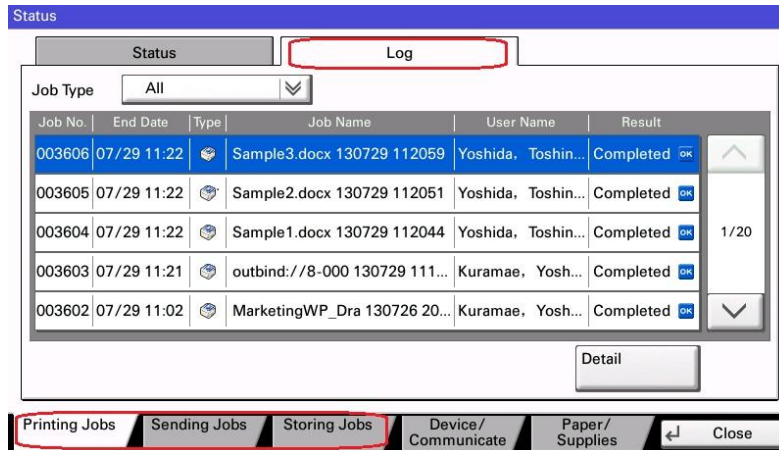 Status
Status Log
Job Type All
Job No. End Date Type Job Name User Name Result
003606 07/29 11:22 Sample3.docx 130729 112059 Yoshida, Toshin... Completed OK
003605 07/29 11:22 Sample2.docx 130729 112051 Yoshida, Toshin... Completed OK
003604 07/29 11:22 Sample1.docx 130729 112044 Yoshida, Toshin... Completed OK
1/20
003603 07/29 11:21 outbind://8-000 130729 111... Kuramae, Yosh... Completed OK
003602 07/29 11:02 MarketingWP_Dra 130726 20... Kuramae, Yosh... Completed OK
Detail
Printing Jobs Sending Jobs Storing Jobs Device/
Communicate Paper/
Supplies Close